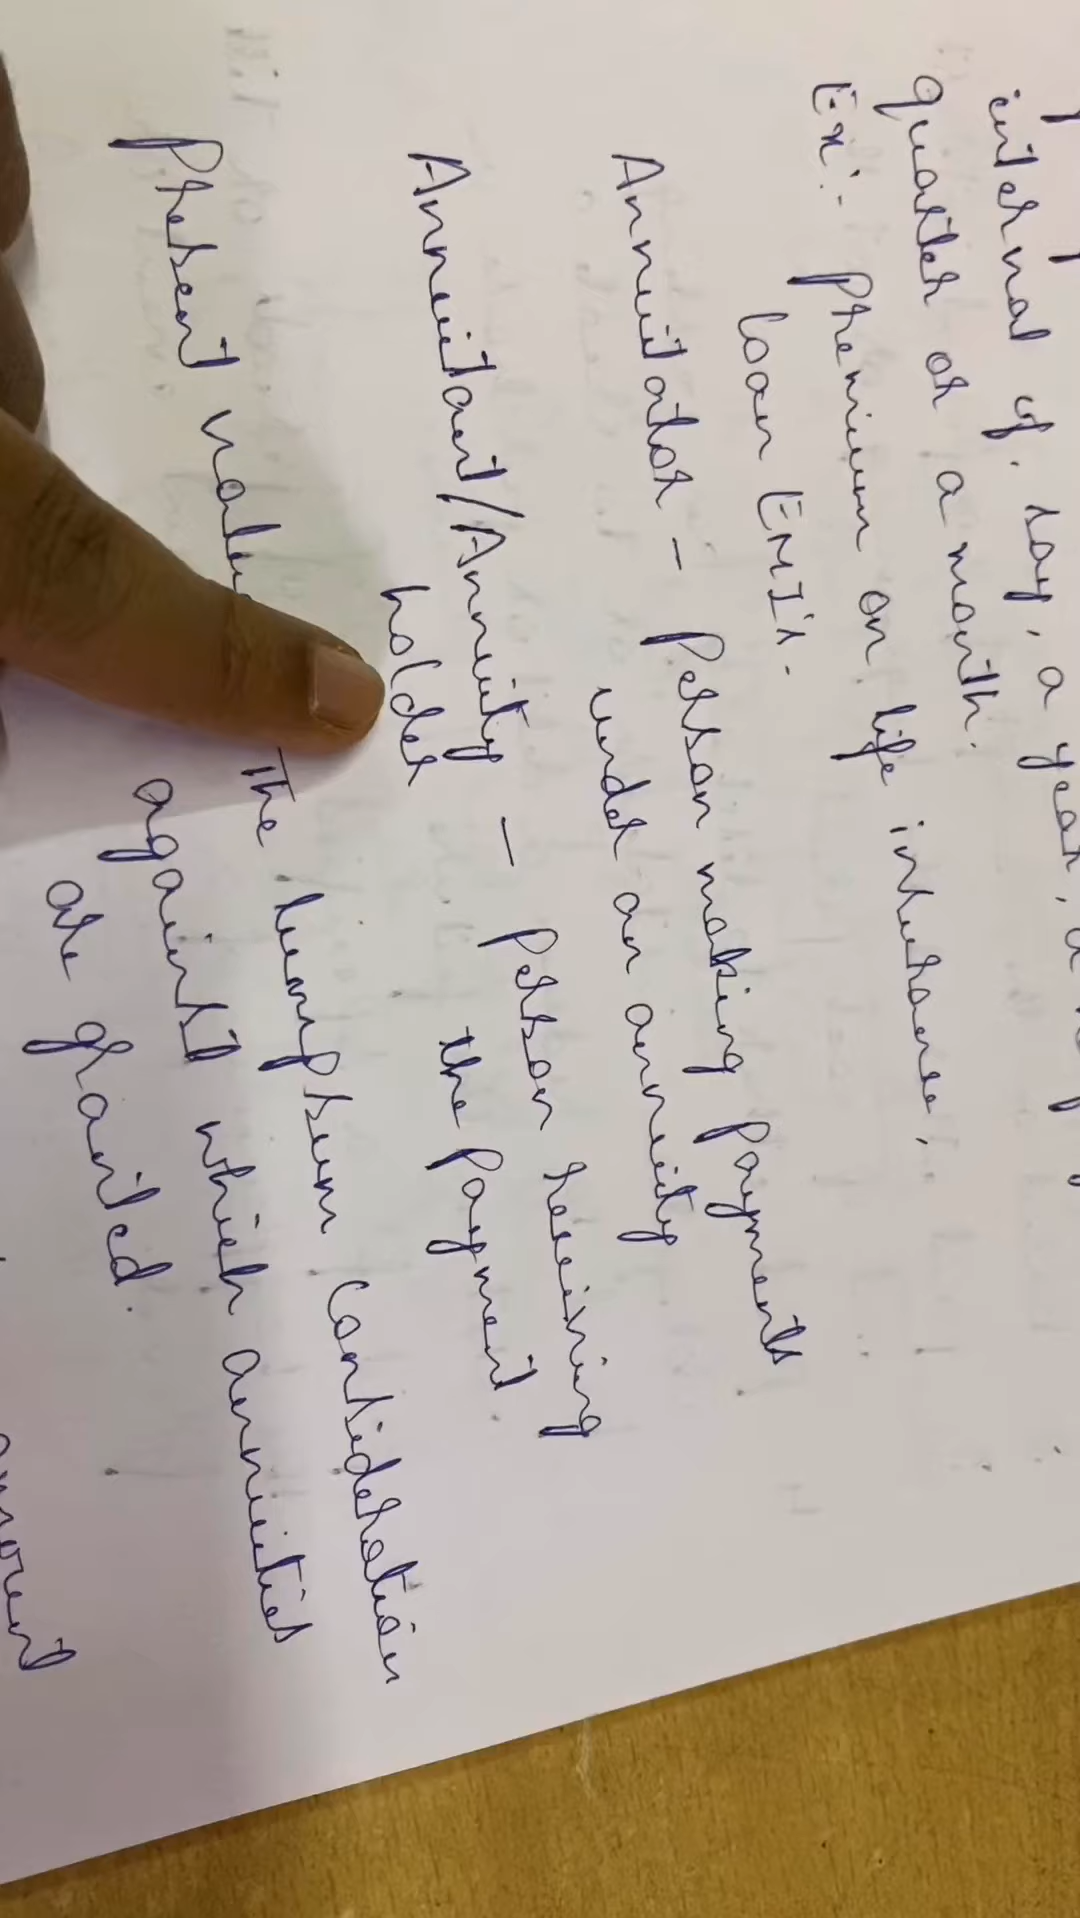 interval of. say, a year, a
quarter or a month.
Ex:- Premium on life insurance,
loan EMI's.
Annuitator - Person making payments
under an annuity
Annuitant/Annuity - Person receiving
holder the payment
Present The lumpsum consideration
against which annuities
are granted.
amount